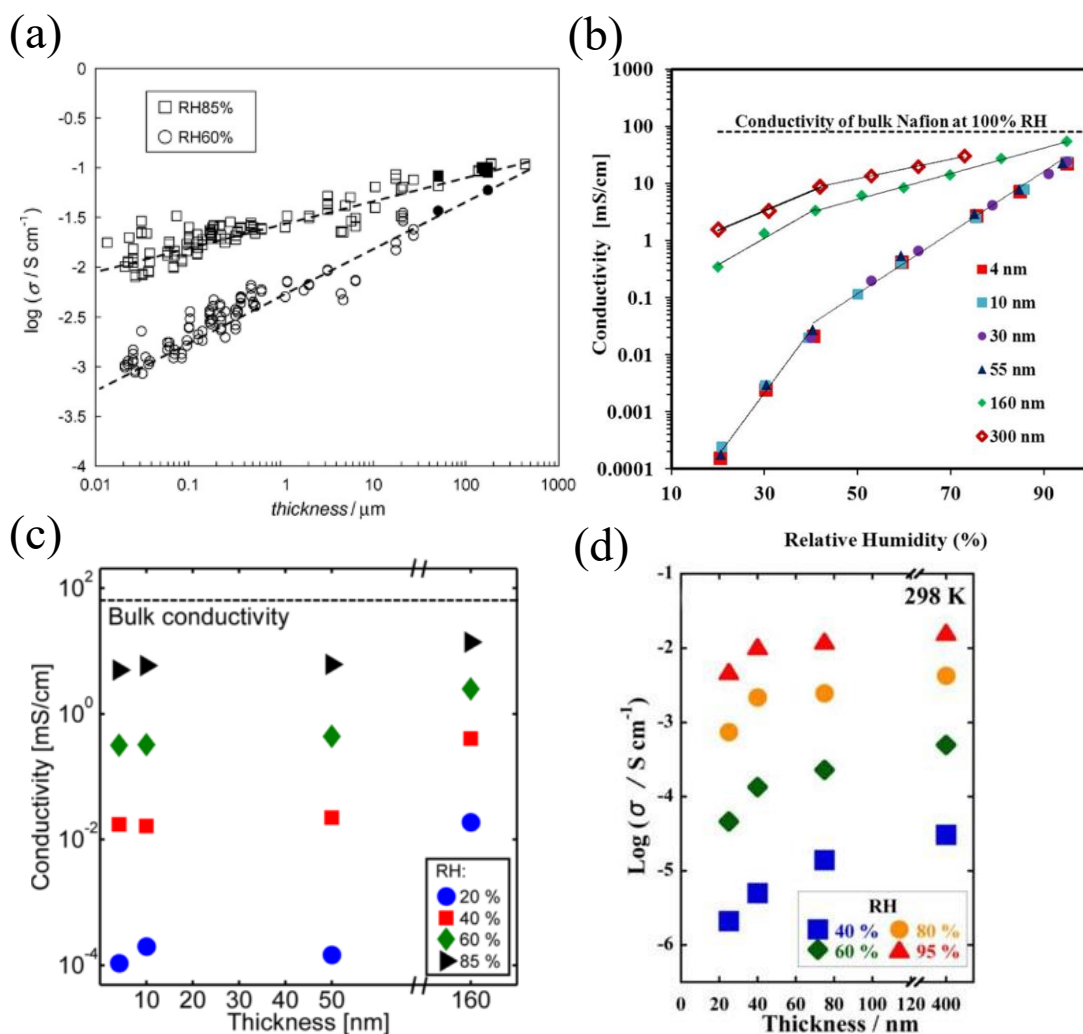 (a)
0
-0.5
-1
-1.5
-2
-2.5
-3
-3.5
-4
log (σ / S cm⁻¹)
RH85%
RH60%
0.01 0.1 1 10 100 1000
thickness / μm
(b)
1000
100
10
1
0.1
0.01
0.001
0.0001
Conductivity [mS/cm]
Conductivity of bulk Nafion at 100% RH
4 nm
10 nm
30 nm
55 nm
160 nm
300 nm
10 30 50 70 90
Relative Humidity (%)
(c)
10²
10⁰
10⁻²
10⁻⁴
Conductivity [mS/cm]
Bulk conductivity
RH:
20 %
40 %
60 %
85 %
10 20 30 40 50 160
Thickness [nm]
(d)
-1
-2
-3
-4
-5
-6
Log (σ / S cm⁻¹)
298 K
RH
40 % 80 %
60 % 95 %
0 20 40 60 80 100 120 400
Thickness / nm